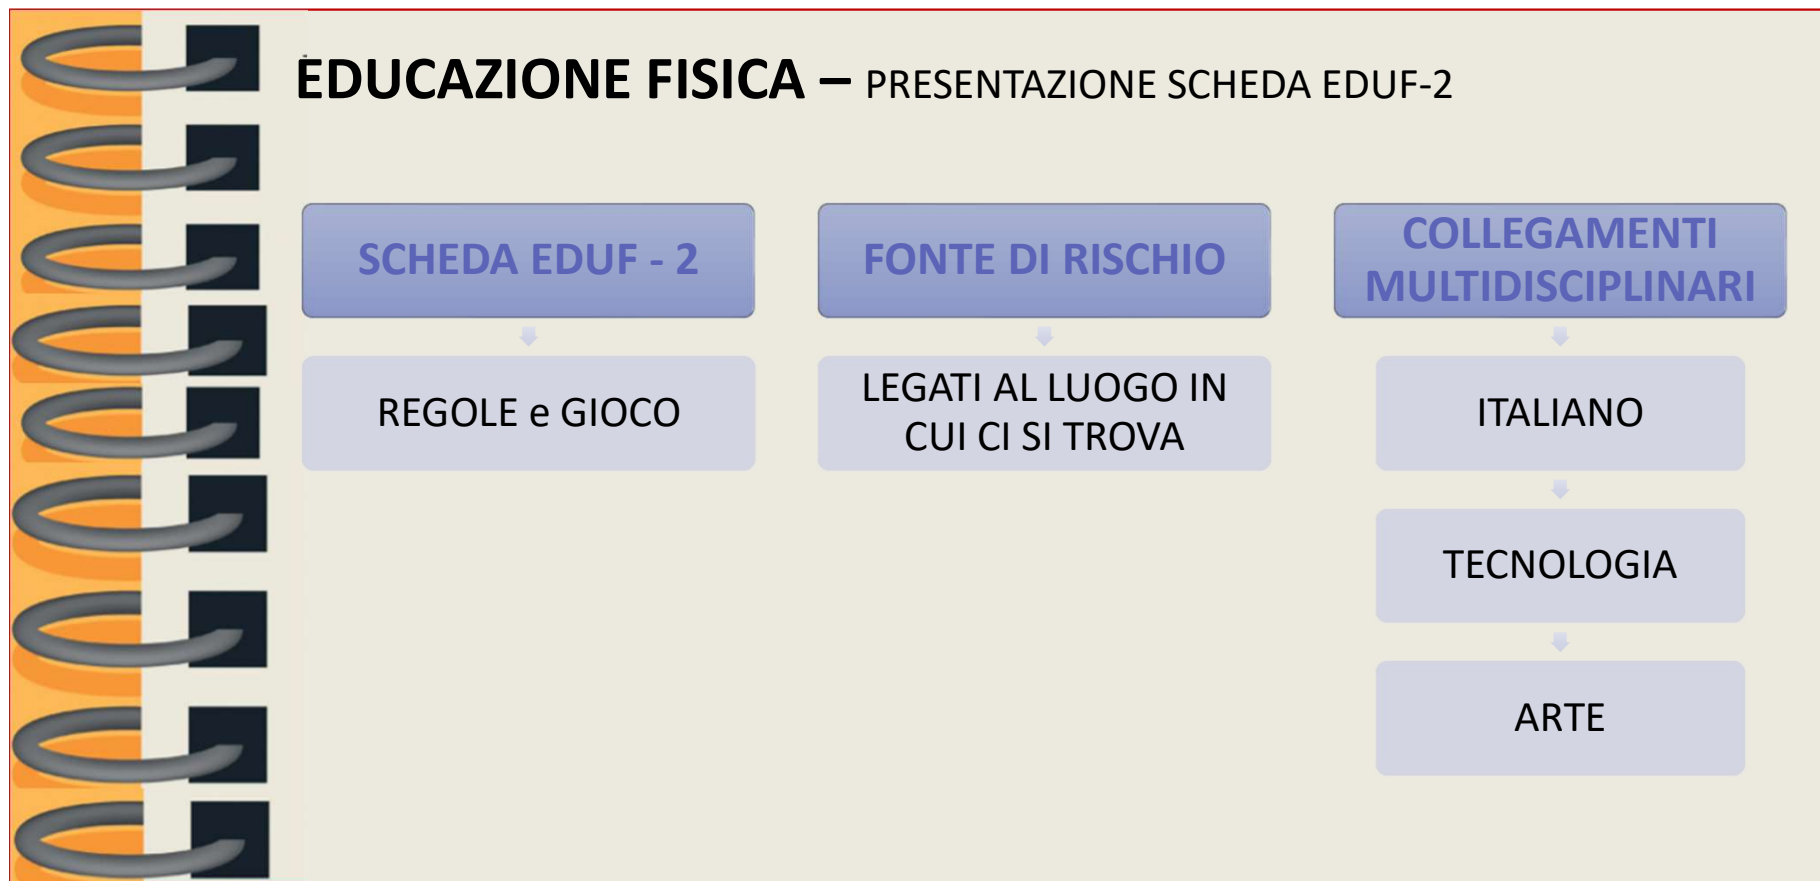 EDUCAZIONE FISICA – PRESENTAZIONE SCHEDA EDUF-2
SCHEDA EDUF - 2
REGOLE e GIOCO
FONTE DI RISCHIO
LEGATI AL LUOGO IN
CUI CI SI TROVA
COLLEGAMENTI
MULTIDISCIPLINARI
ITALIANO
TECNOLOGIA
ARTE